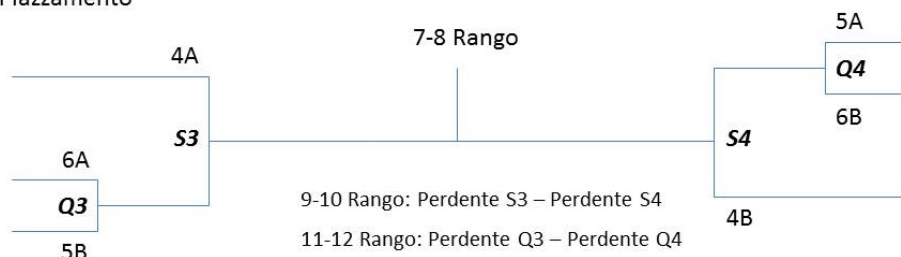 Piazzamento
5A
7-8 Rango
4A
Q4
6B
S3
S4
6A
9-10 Rango: Perdente S3 – Perdente S4
Q3
4B
11-12 Rango: Perdente Q3 – Perdente Q4
5B